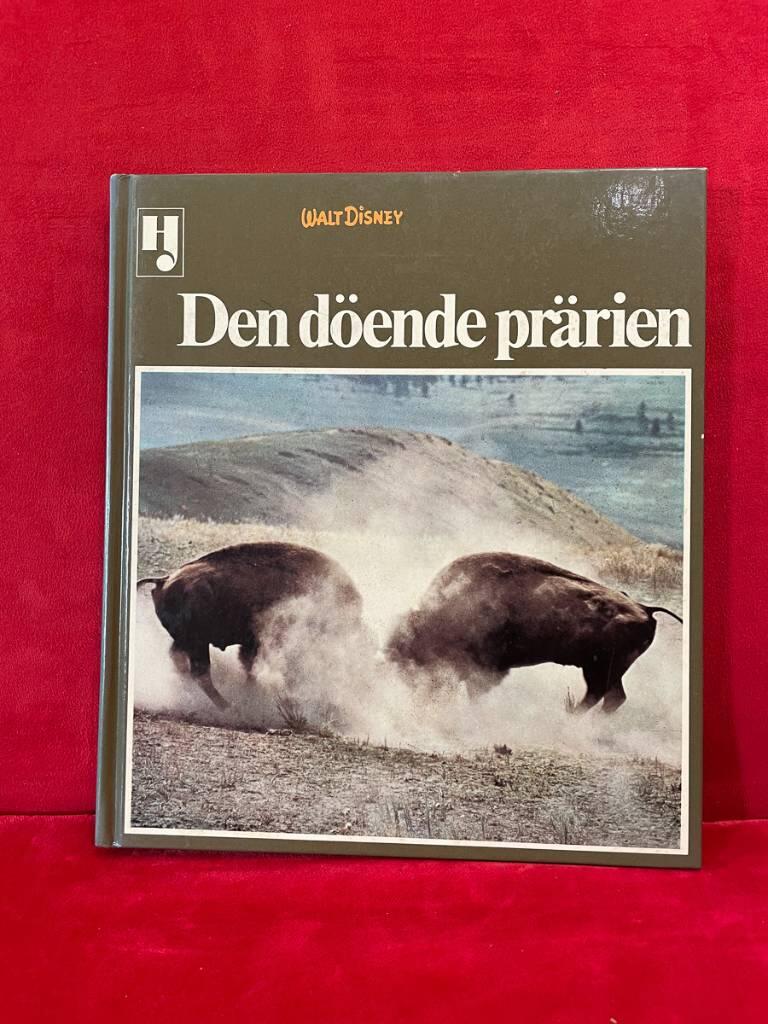 WALT DISNEY
HJ
Den döende prärien